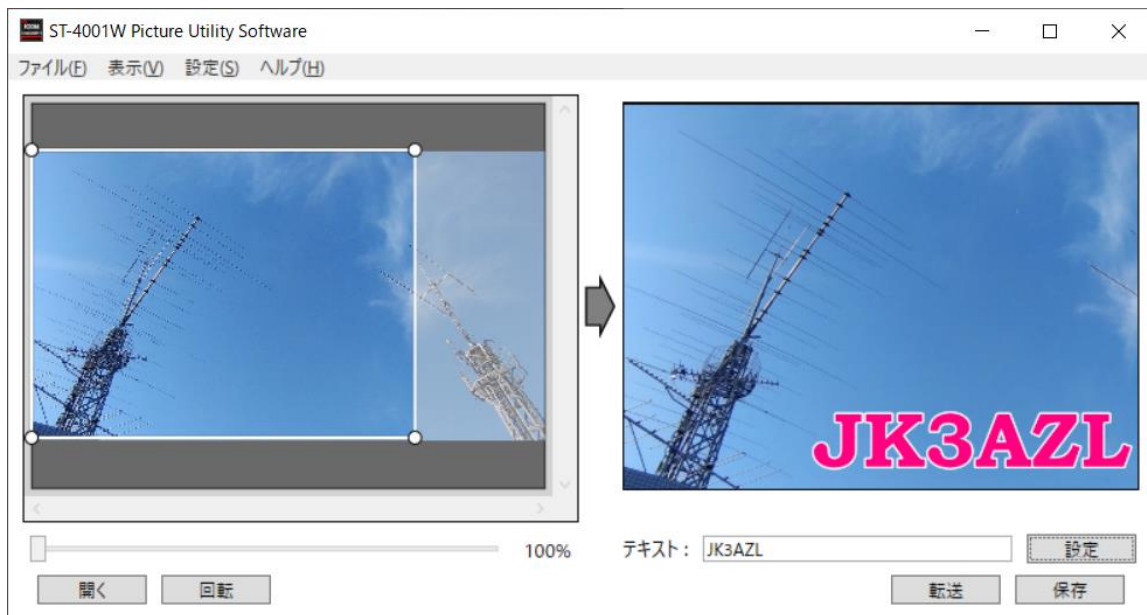 ST-4001W Picture Utility Software
ファイル(F) 表示(V) 設定(S) ヘルプ(H)
JK3AZL
100%
テキスト: JK3AZL 設定
開く 回転 転送 保存